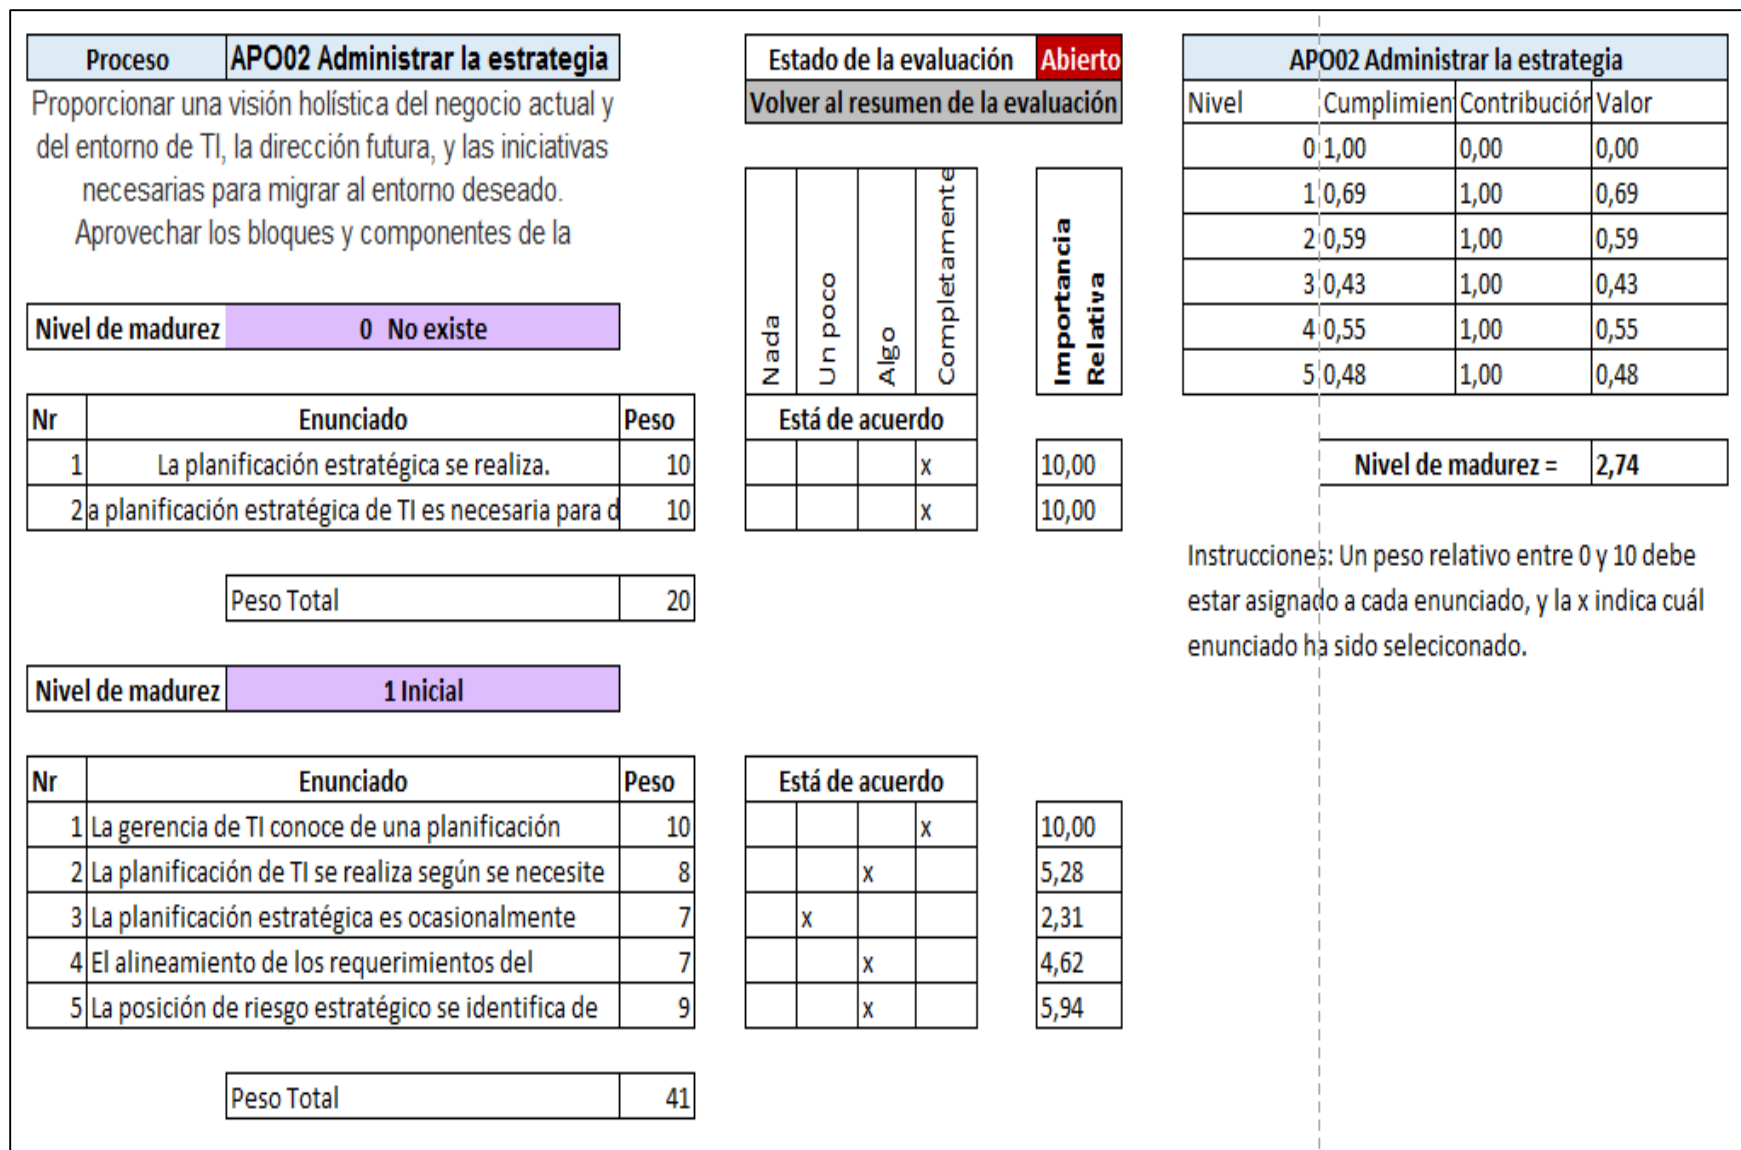 Proceso APO02 Administrar la estrategia
Proporcionar una visión holística del negocio actual y
del entorno de TI, la dirección futura, y las iniciativas
necesarias para migrar al entorno deseado.
Aprovechar los bloques y componentes de la
Nivel de madurez 0 No existe
Nr Enunciado Peso
1 La planificación estratégica se realiza. 10
2 a planificación estratégica de TI es necesaria para d 10
Peso Total 20
Nivel de madurez 1 Inicial
Nr Enunciado Peso
1 La gerencia de TI conoce de una planificación 10
2 La planificación de TI se realiza según se necesite 8
3 La planificación estratégica es ocasionalmente 7
4 El alineamiento de los requerimientos del 7
5 La posición de riesgo estratégico se identifica de 9
Peso Total 41
Estado de la evaluación Abierto
Volver al resumen de la evaluación
Nada
Un poco
Algo
Completamente
Importancia
Relativa
Está de acuerdo
x 10,00
x 10,00
Está de acuerdo
x 10,00
x 5,28
x 2,31
x 4,62
x 5,94
APO02 Administrar la estrategia
Nivel Cumplimien Contribución Valor
0 1,00 0,00 0,00
1 0,69 1,00 0,69
2 0,59 1,00 0,59
3 0,43 1,00 0,43
4 0,55 1,00 0,55
5 0,48 1,00 0,48
Nivel de madurez = 2,74
Instrucciones: Un peso relativo entre 0 y 10 debe
estar asignado a cada enunciado, y la x indica cuál
enunciado ha sido seleciconado.